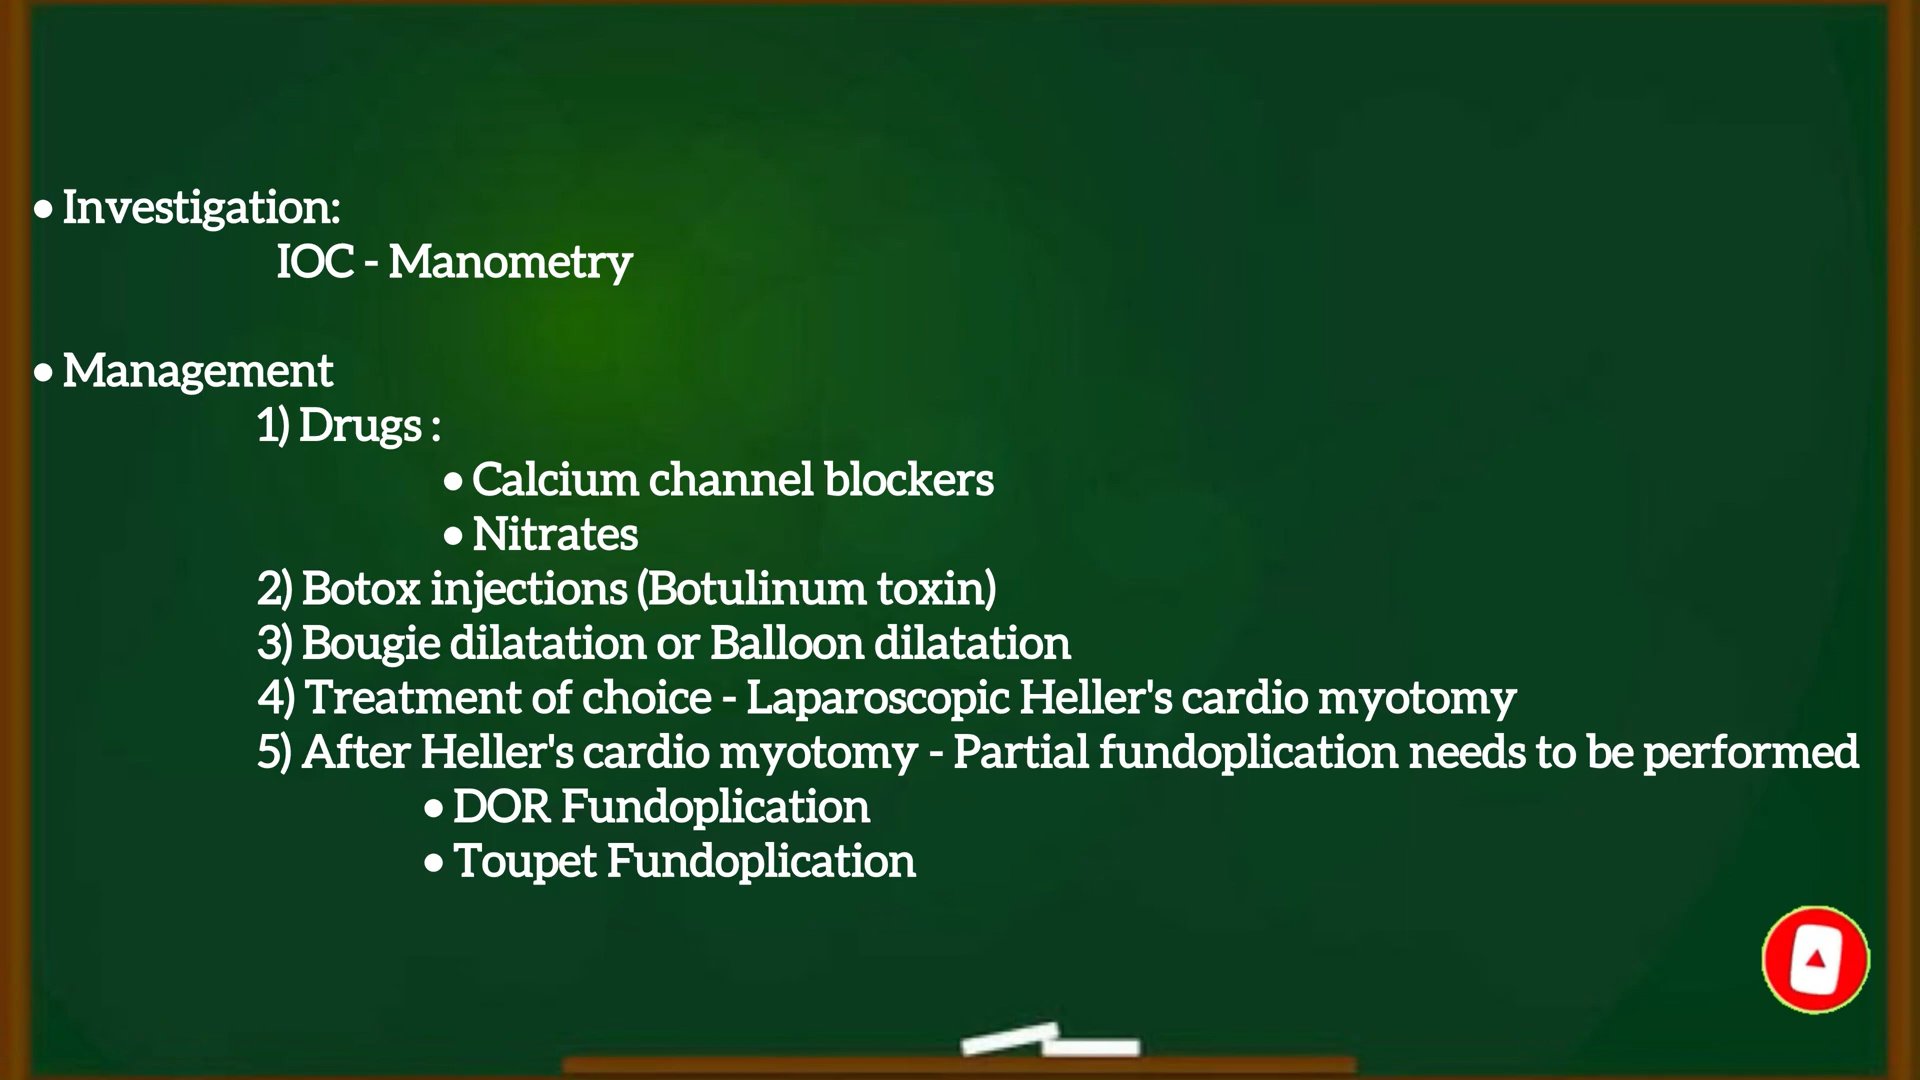 • Investigation:
IOC - Manometry
• Management
1) Drugs :
• Calcium channel blockers
• Nitrates
2) Botox injections (Botulinum toxin)
3) Bougie dilatation or Balloon dilatation
4) Treatment of choice - Laparoscopic Heller's cardio myotomy
5) After Heller's cardio myotomy - Partial fundoplication needs to be performed
• DOR Fundoplication
• Toupet Fundoplication